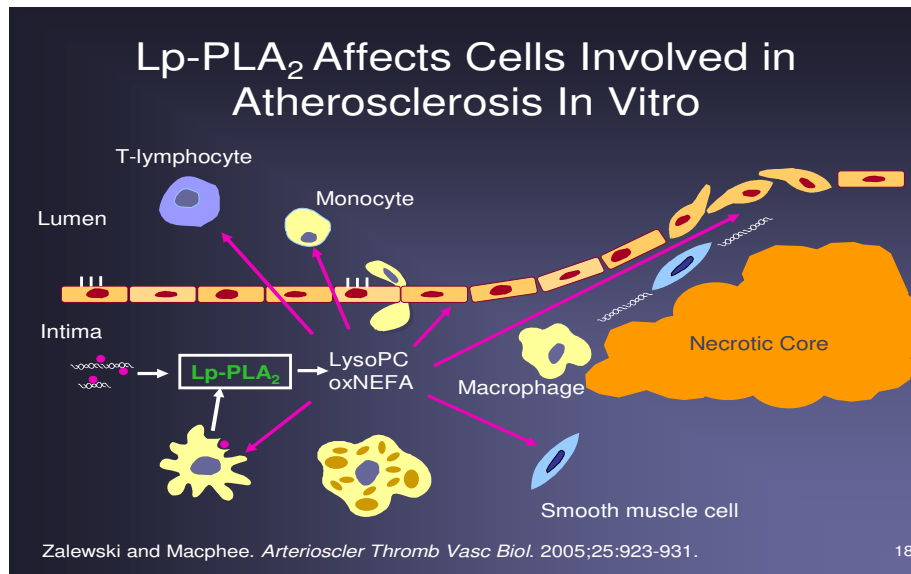 Lp-PLA₂ Affects Cells Involved in
Atherosclerosis In Vitro
T-lymphocyte
Monocyte
Lumen
Intima
Lp-PLA₂
LysoPC
oxNEFA
Macrophage
Necrotic Core
Smooth muscle cell
Zalewski and Macphee. Arterioscler Thromb Vasc Biol. 2005;25:923-931.
18